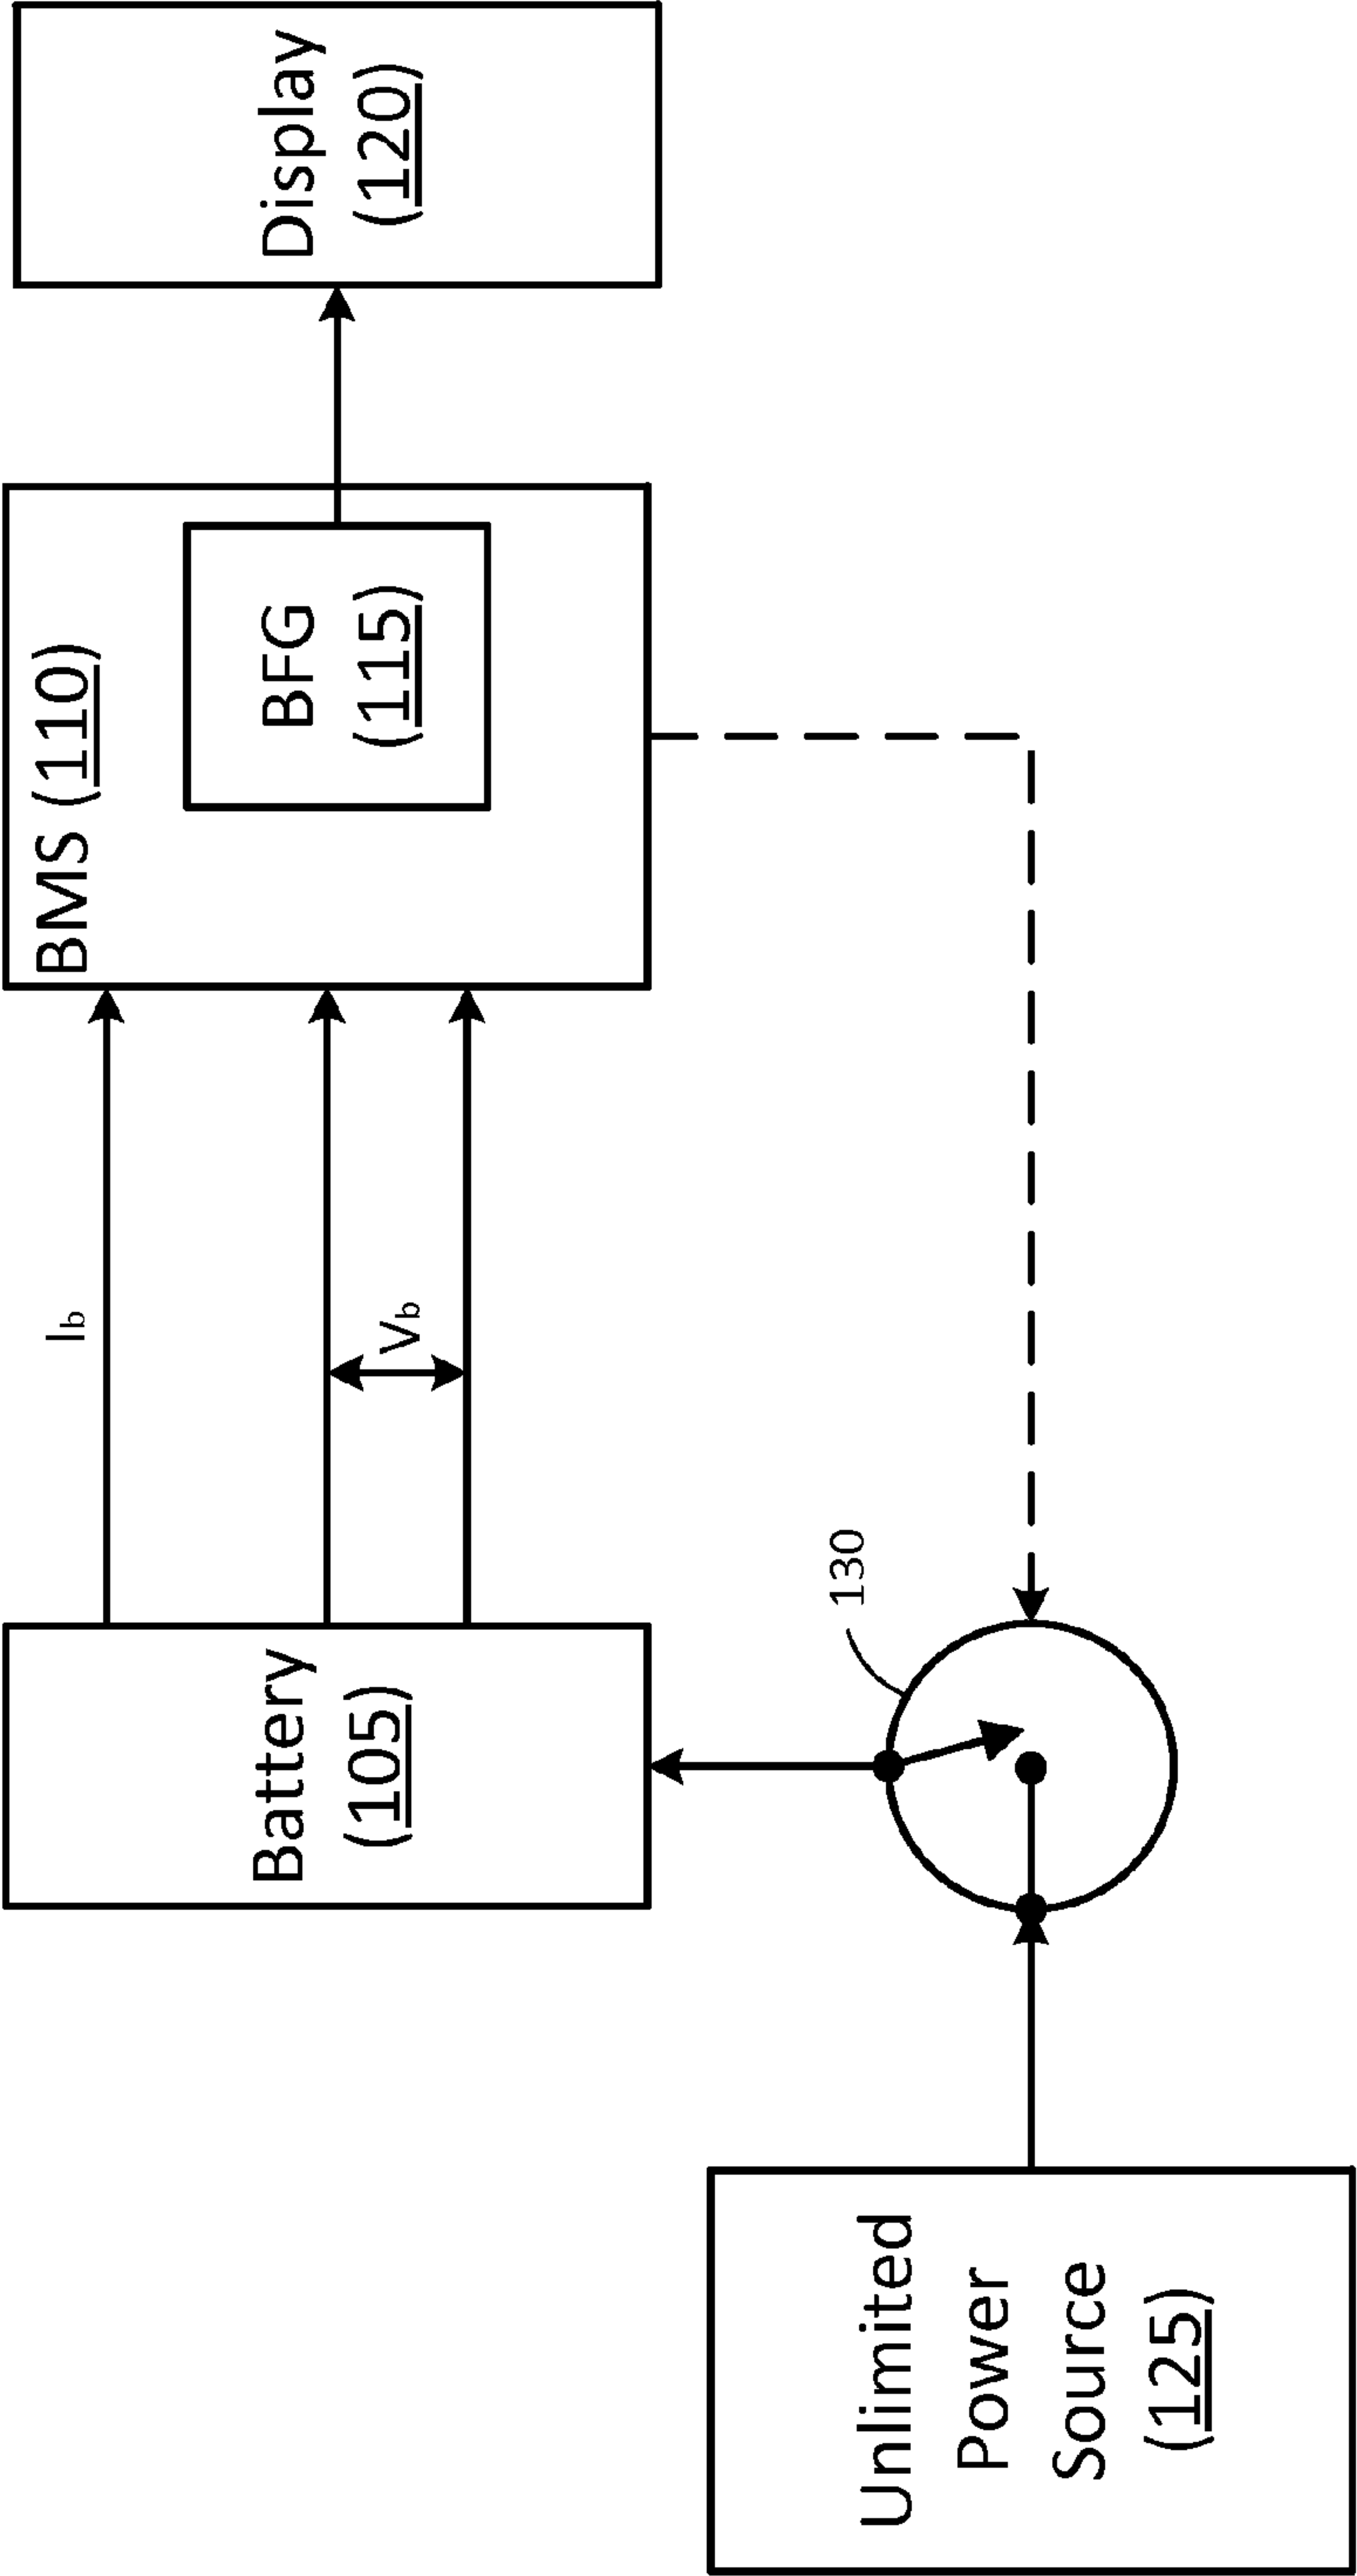 BMS (110)
Battery
(105)
Ib
Vb
BFG
(115)
Display
(120)
130
Unlimited
Power
Source
(125)